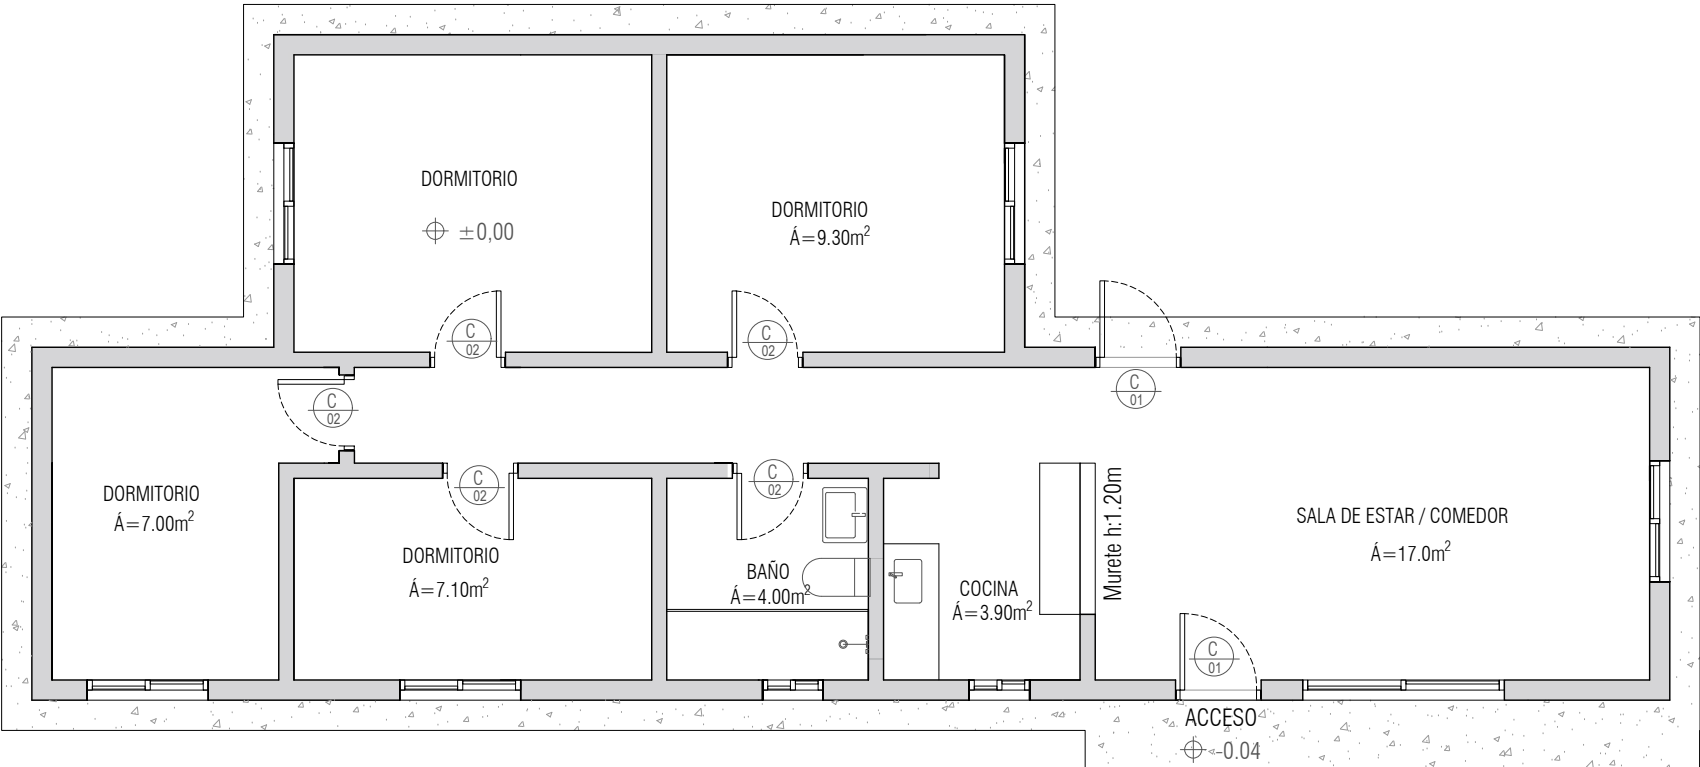 DORMITORIO
±0,00
DORMITORIO
Á=9.30m²
C
02
C
02
C
01
C
02
C
02
C
02
DORMITORIO
Á=7.00m²
DORMITORIO
Á=7.10m²
BAÑO
Á=4.00m²
COCINA
Á=3.90m²
Murete h:1.20m
SALA DE ESTAR / COMEDOR
Á=17.0m²
C
01
ACCESO
-0.04